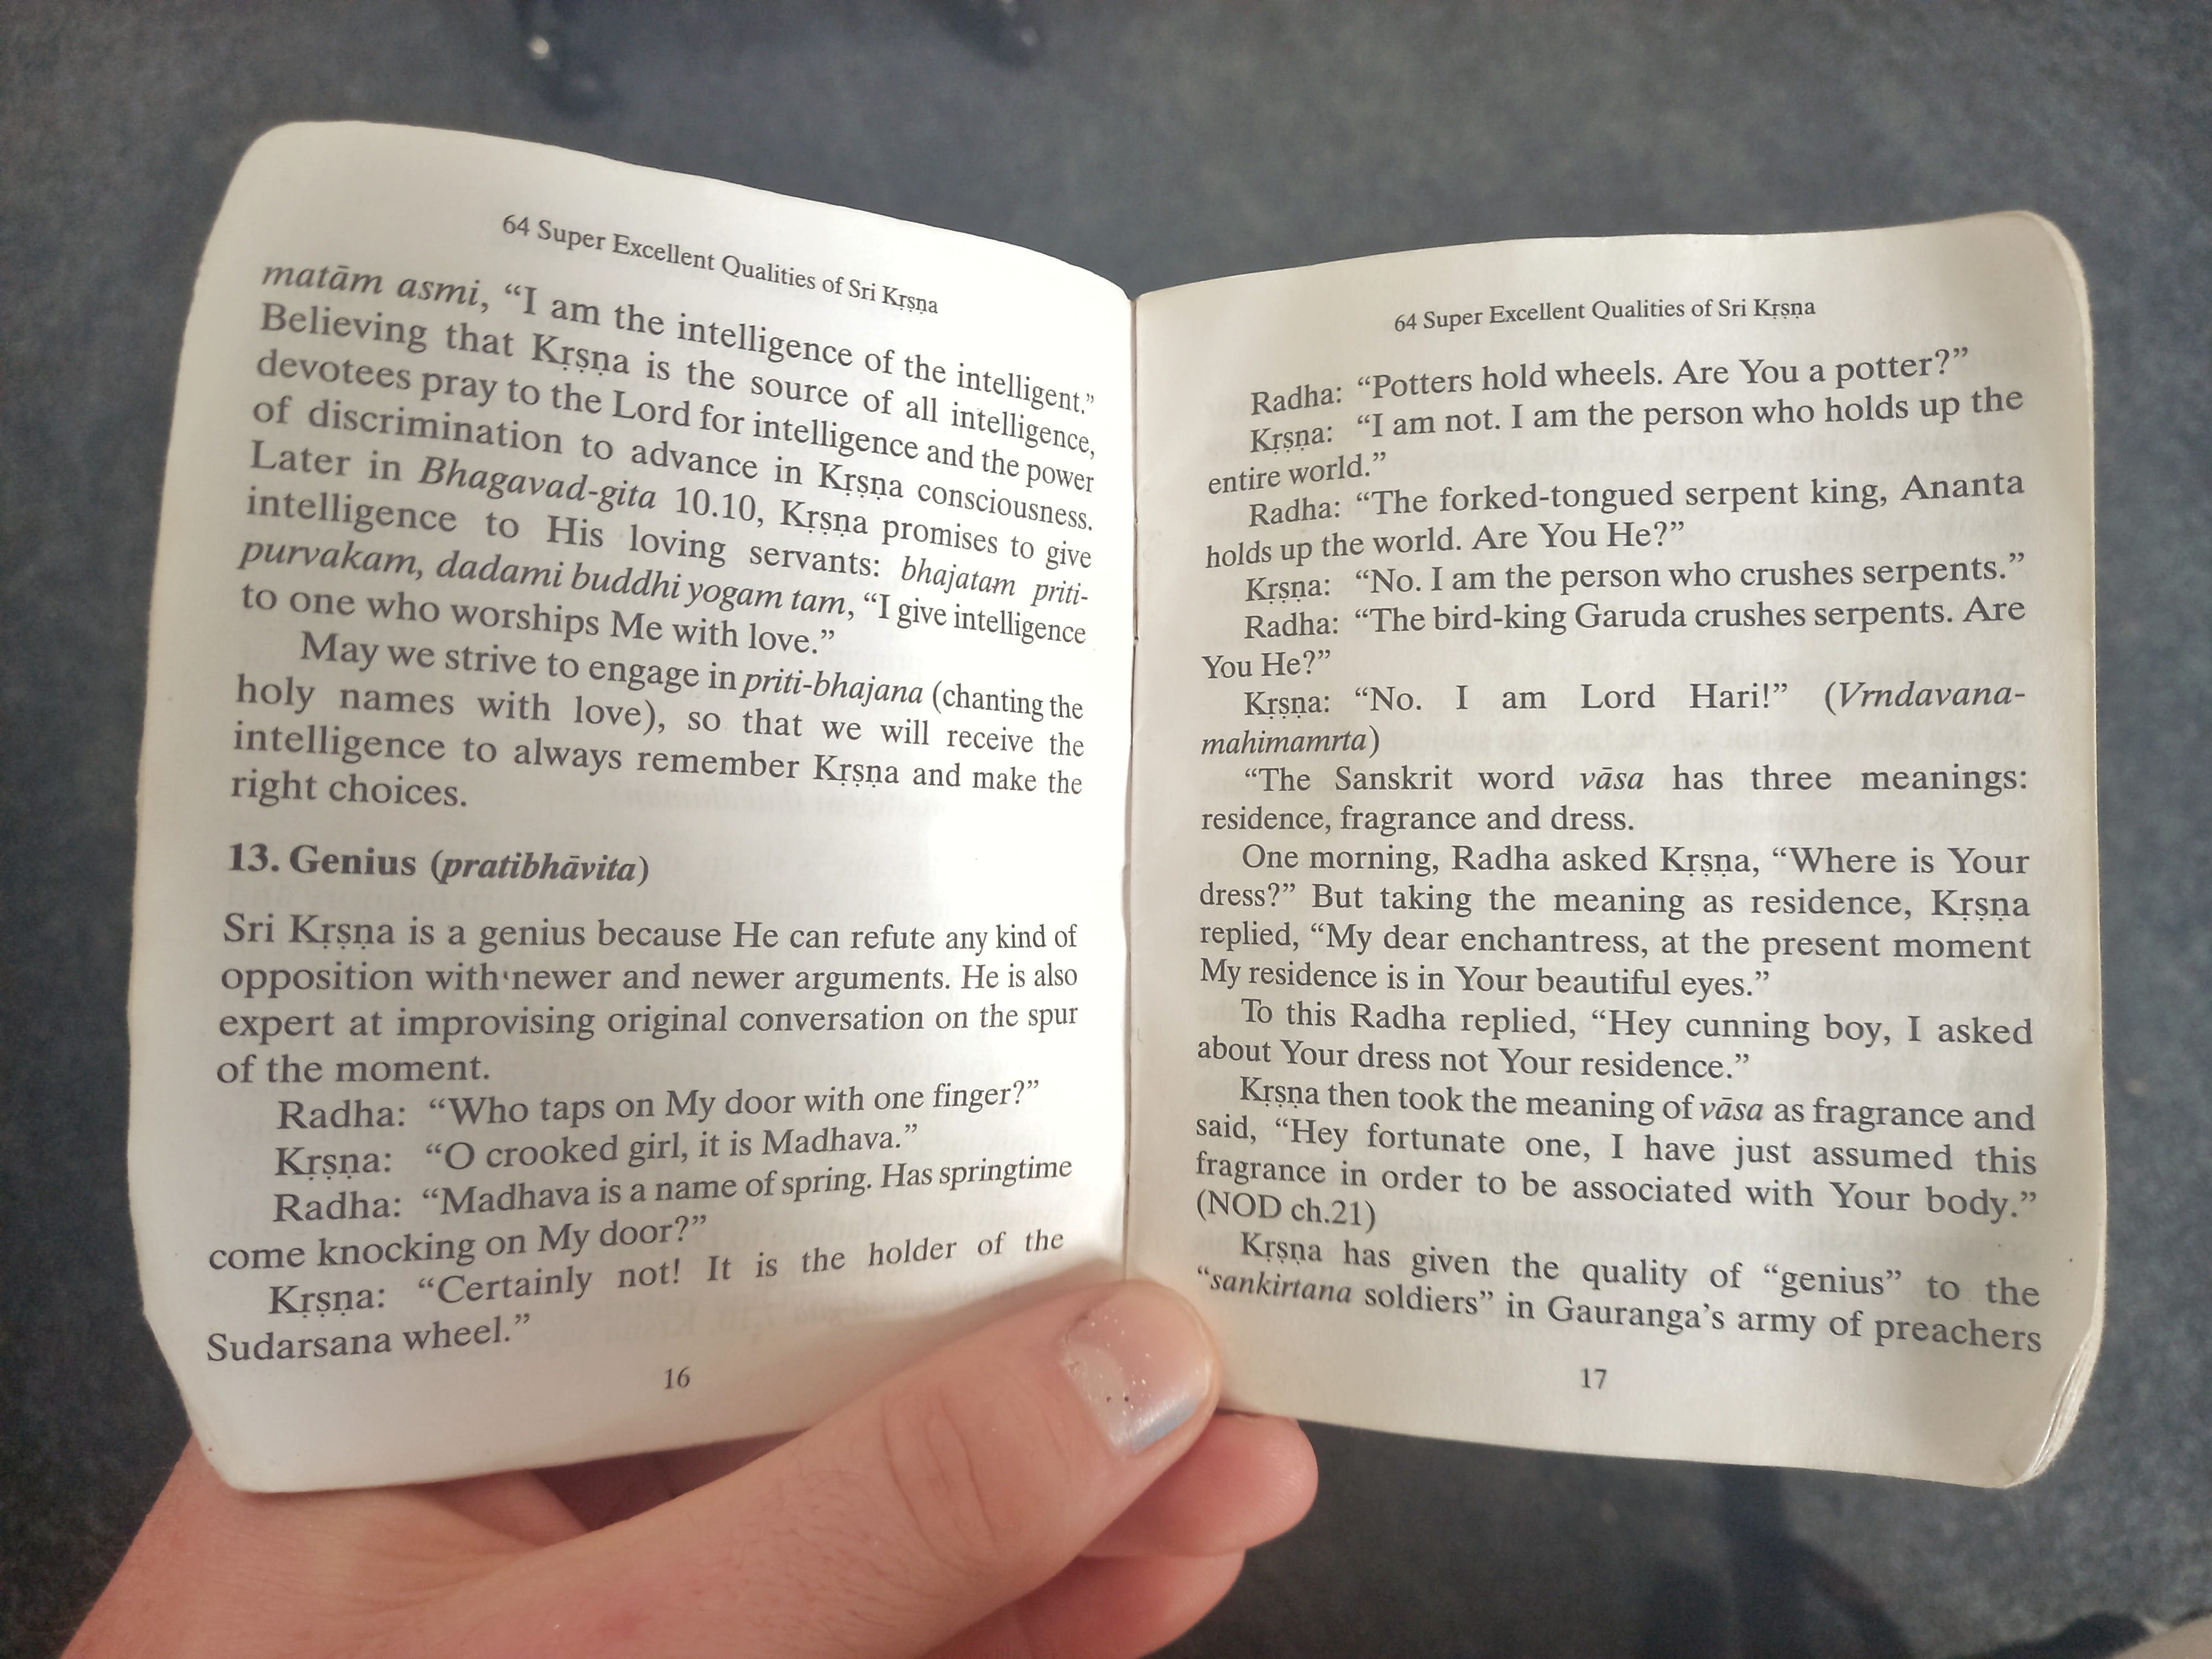 64 Super Excellent Qualities of Sri Kṛṣṇa
matām asmi, “I am the intelligence of the intelligent.”
Believing that Kṛṣṇa is the source of all intelligence,
devotees pray to the Lord for intelligence and the power
of discrimination to advance in Kṛṣṇa consciousness.
Later in Bhagavad-gita 10.10, Kṛṣṇa promises to give
intelligence to His loving servants: bhajatam priti-
purvakam, dadami buddhi yogam tam, “I give intelligence
to one who worships Me with love.”
May we strive to engage in priti-bhajana (chanting the
holy names with love), so that we will receive the
intelligence to always remember Kṛṣṇa and make the
right choices.
13. Genius (pratibhāvita)
Sri Kṛṣṇa is a genius because He can refute any kind of
opposition with newer and newer arguments. He is also
expert at improvising original conversation on the spur
of the moment.
Radha: “Who taps on My door with one finger?”
Kṛṣṇa: “O crooked girl, it is Madhava.”
Radha: “Madhava is a name of spring. Has springtime
come knocking on My door?”
Kṛṣṇa: “Certainly not! It is the holder of the
Sudarsana wheel.”
16
64 Super Excellent Qualities of Sri Kṛṣṇa
Radha: “Potters hold wheels. Are You a potter?”
Kṛṣṇa: “I am not. I am the person who holds up the
entire world.”
Radha: “The forked-tongued serpent king, Ananta
holds up the world. Are You He?”
Kṛṣṇa: “No. I am the person who crushes serpents.”
Radha: “The bird-king Garuda crushes serpents. Are
You He?”
Kṛṣṇa: “No. I am Lord Hari!” (Vrndavana-
mahimamrta)
“The Sanskrit word vāsa has three meanings:
residence, fragrance and dress.
One morning, Radha asked Kṛṣṇa, “Where is Your
dress?” But taking the meaning as residence, Kṛṣṇa
replied, “My dear enchantress, at the present moment
My residence is in Your beautiful eyes.”
To this Radha replied, “Hey cunning boy, I asked
about Your dress not Your residence.”
Kṛṣṇa then took the meaning of vāsa as fragrance and
said, “Hey fortunate one, I have just assumed this
fragrance in order to be associated with Your body.”
(NOD ch.21)
Kṛṣṇa has given the quality of “genius” to the
“sankirtana soldiers” in Gauranga’s army of preachers
17